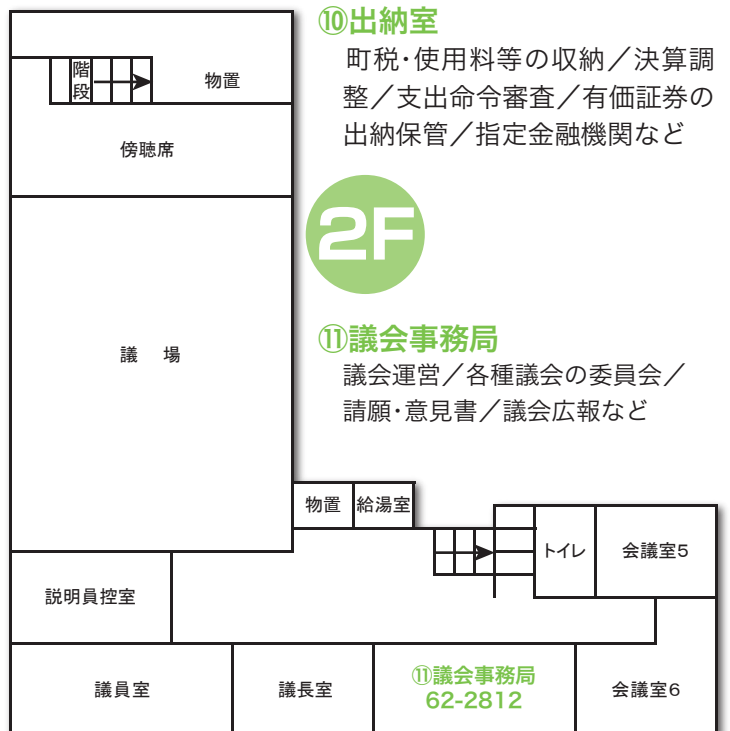 ⑩出納室
町税・使用料等の収納／決算調
整／支出命令審査／有価証券の
出納保管／指定金融機関など
階段
物置
傍聴席
2F
議 場
⑪議会事務局
議会運営／各種議会の委員会／
請願・意見書／議会広報など
物置
給湯室
トイレ
会議室5
説明員控室
議員室
議長室
⑪議会事務局
62-2812
会議室6